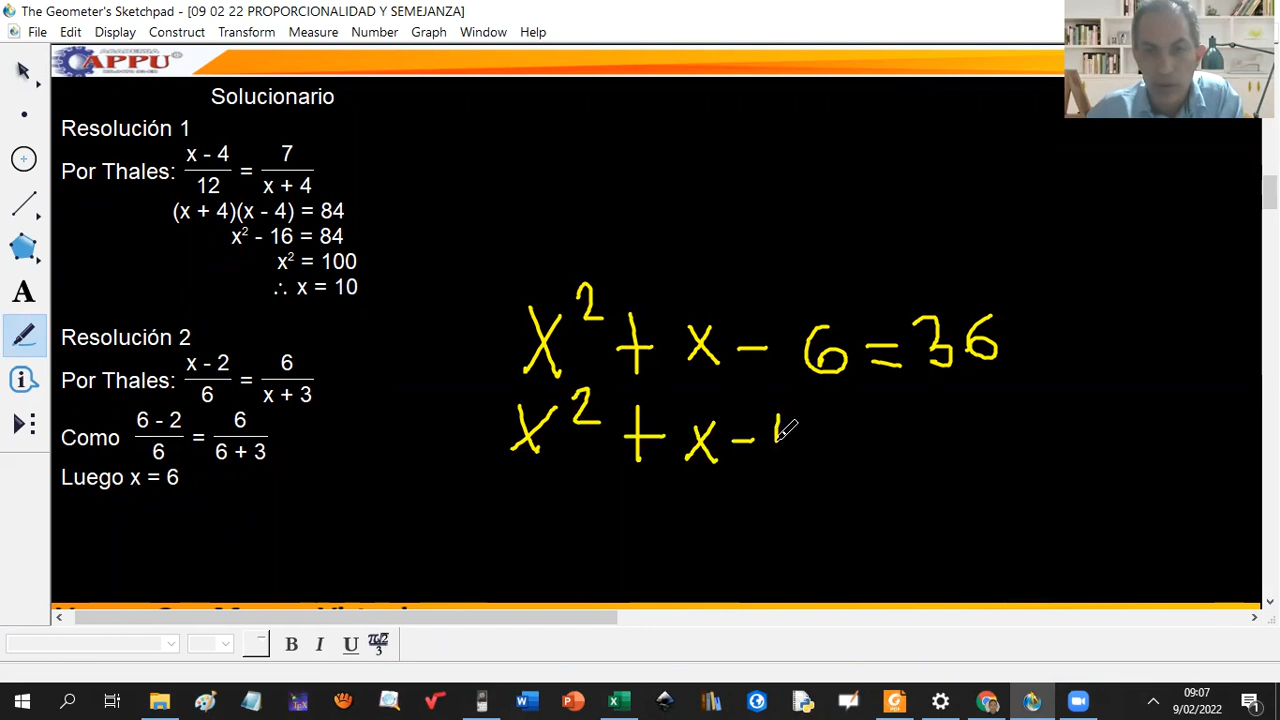 The Geometer's Sketchpad - [09 02 22 PROPORCIONALIDAD Y SEMEJANZA]
File Edit Display Construct Transform Measure Number Graph Window Help
ACADEMIA
APPU
Solucionario
Resolución 1
Por Thales: (x - 4)/12 = 7/(x + 4)
(x + 4)(x - 4) = 84
x² - 16 = 84
x² = 100
∴ x = 10
Resolución 2
Por Thales: (x - 2)/6 = 6/(x + 3)
Como (6 - 2)/6 = 6/(6 + 3)
Luego x = 6
x² + x - 6 = 36
x² + x -
B I U
09:07
9/02/2022